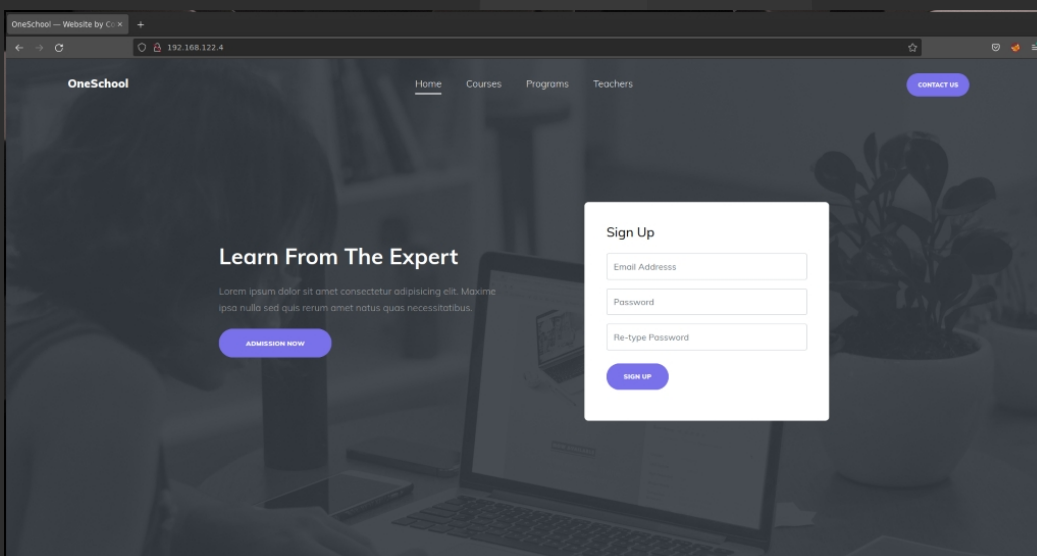 OneSchool — Website by Co
192.168.122.4
OneSchool
Home Courses Programs Teachers
CONTACT US
Learn From The Expert
Lorem ipsum dolor sit amet consectetur adipisicing elit. Maxime
ipsa nulla sed quis rerum amet natus quas necessitatibus.
ADMISSION NOW
Sign Up
Email Addresss
Password
Re-type Password
SIGN UP